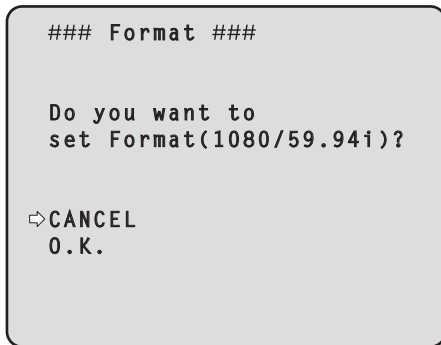 ### Format ###
Do you want to
set Format(1080/59.94i)?
⇨CANCEL
O.K.